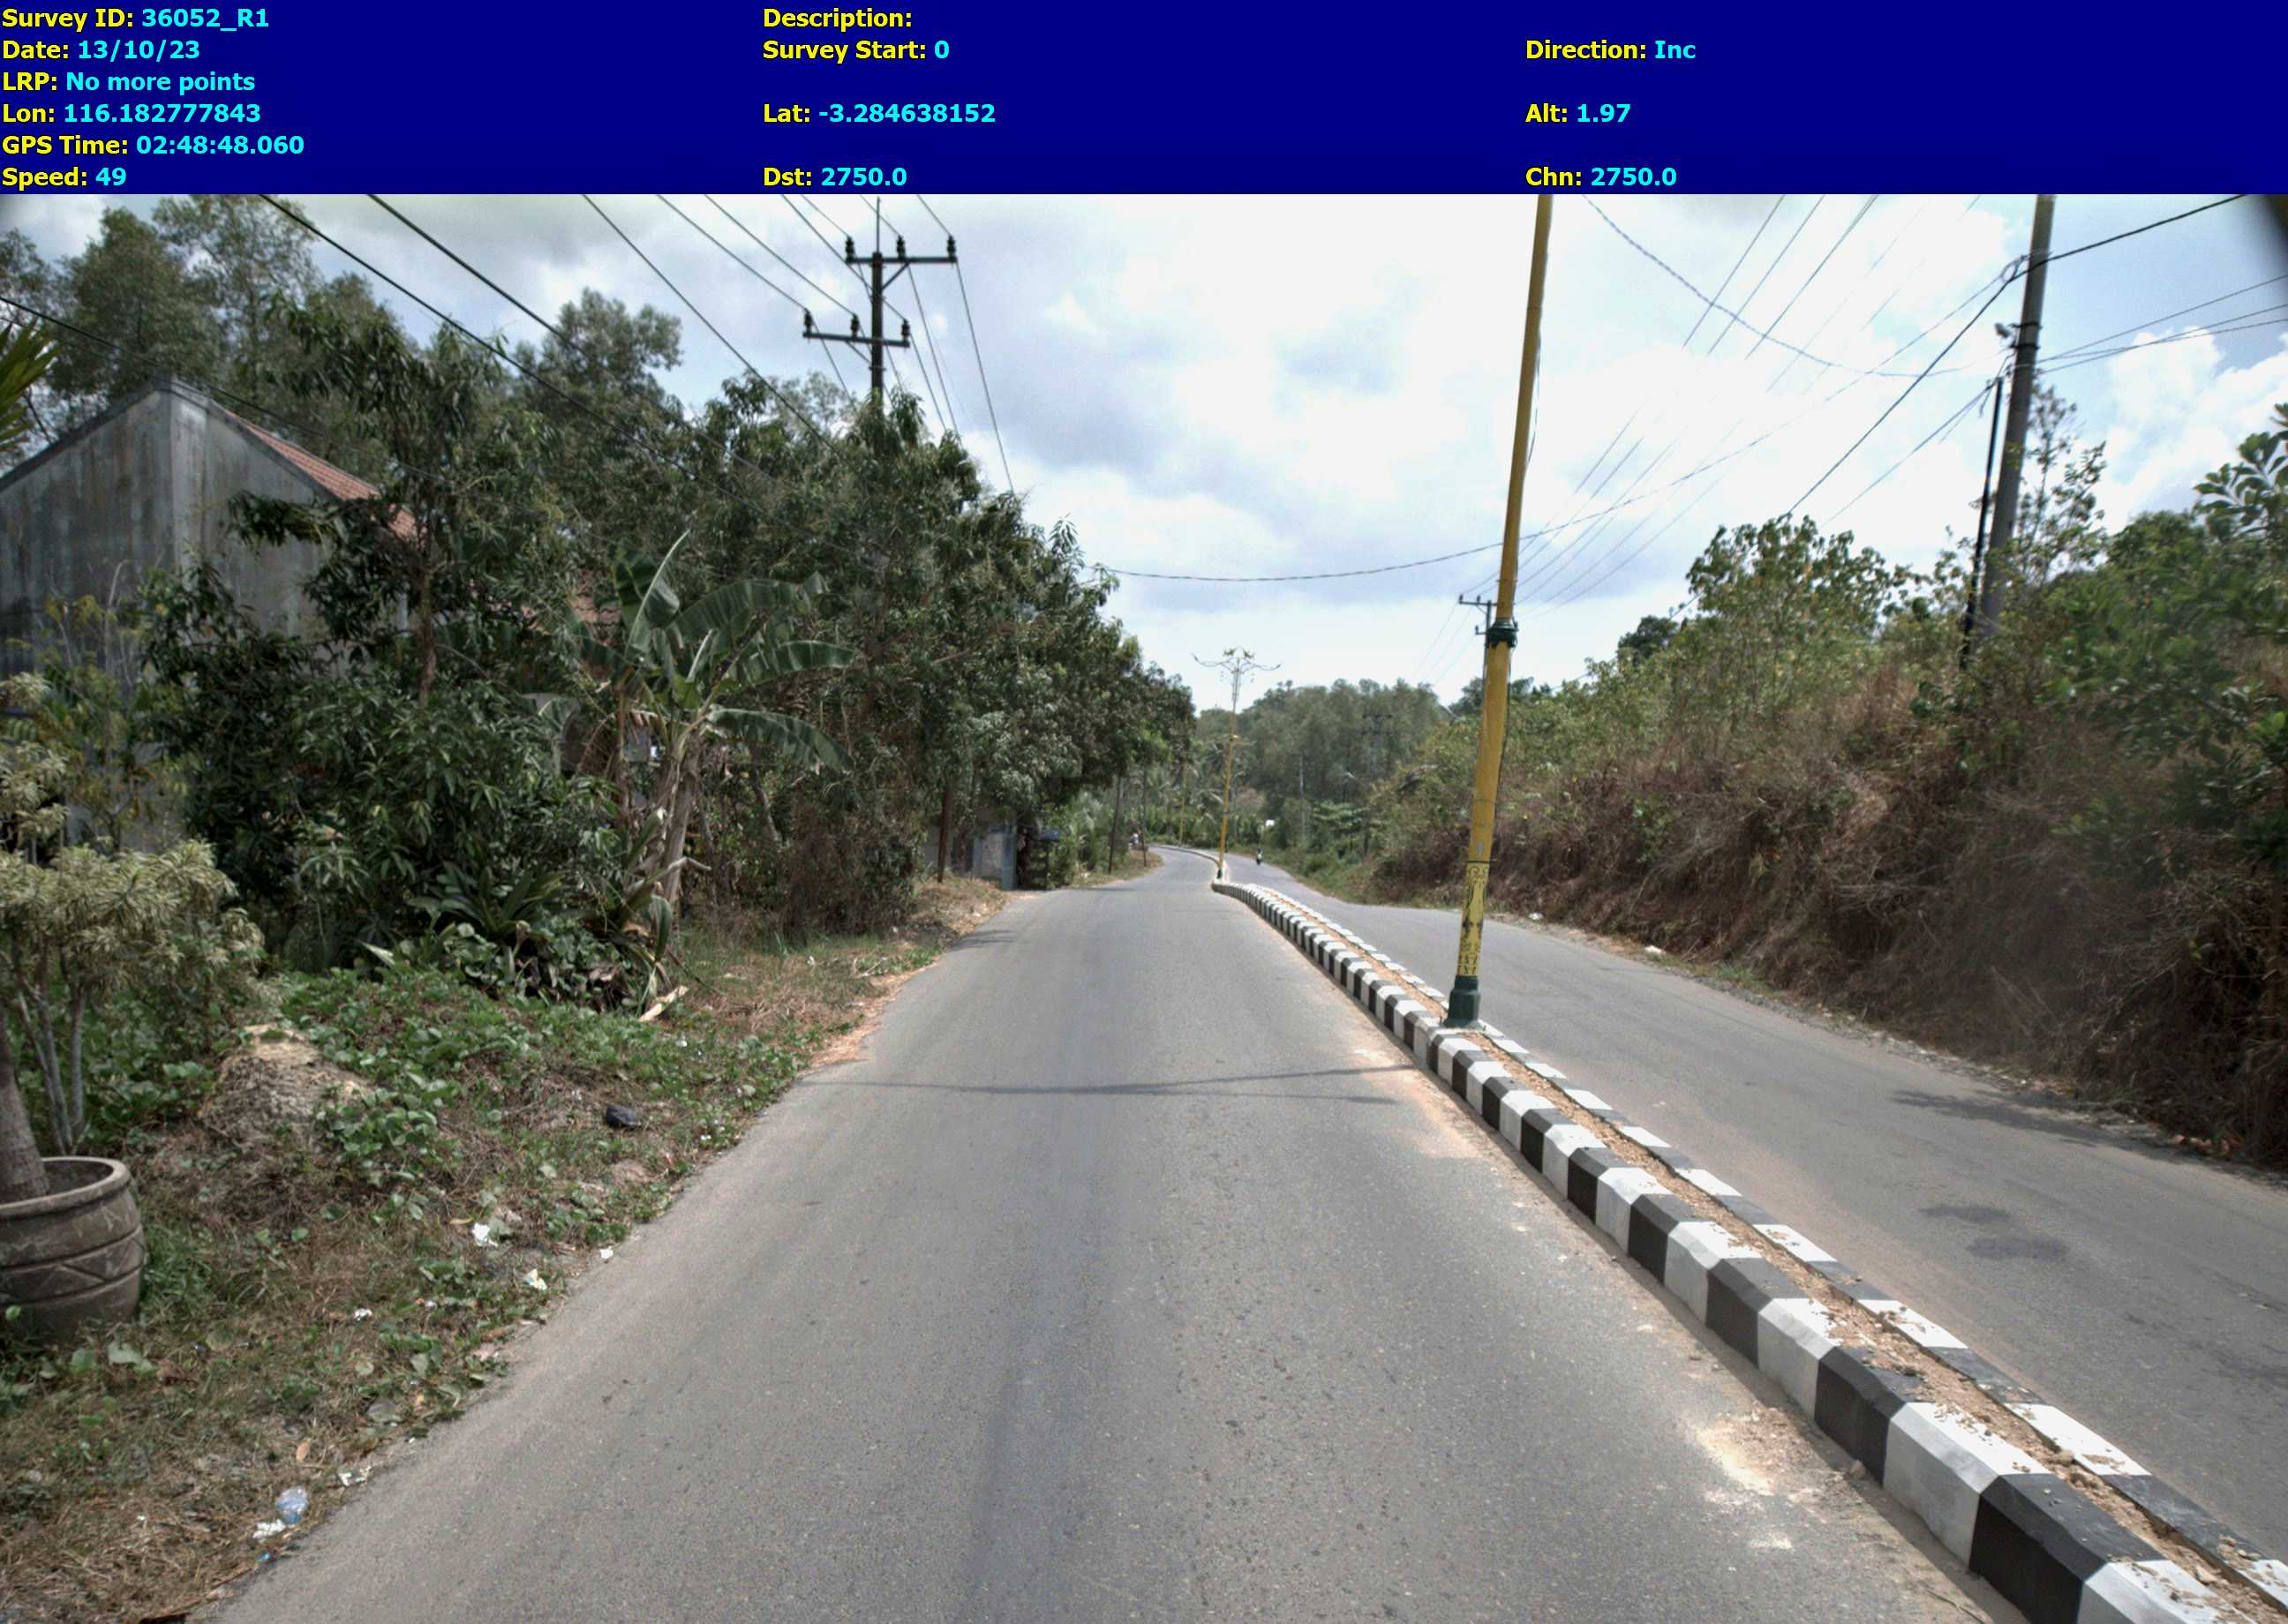 Survey ID: 36052_R1
Description:
Date: 13/10/23
Survey Start: 0
Direction: Inc
LRP: No more points
Lon: 116.182777843
Lat: -3.284638152
Alt: 1.97
GPS Time: 02:48:48.060
Speed: 49
Dst: 2750.0
Chn: 2750.0